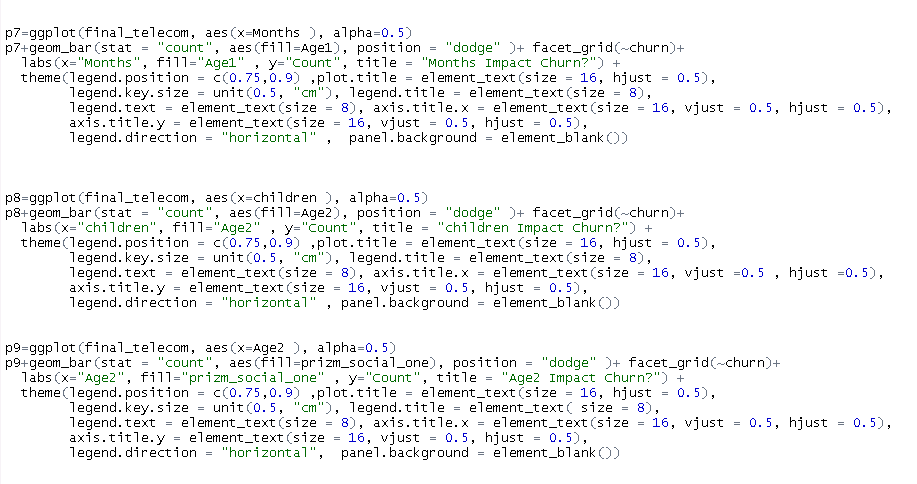 p7=ggplot(final_telecom, aes(x=Months ), alpha=0.5)
p7+geom_bar(stat = "count", aes(fill=Age1), position = "dodge" )+ facet_grid(~churn)+
  labs(x="Months", fill="Age1" , y="Count", title = "Months Impact Churn?") +
  theme(legend.position = c(0.75,0.9) ,plot.title = element_text(size = 16, hjust = 0.5),
        legend.key.size = unit(0.5, "cm"), legend.title = element_text(size = 8),
        legend.text = element_text(size = 8), axis.title.x = element_text(size = 16, vjust = 0.5, hjust = 0.5),
        axis.title.y = element_text(size = 16, vjust = 0.5, hjust = 0.5),
        legend.direction = "horizontal" ,  panel.background = element_blank())
p8=ggplot(final_telecom, aes(x=children ), alpha=0.5)
p8+geom_bar(stat = "count", aes(fill=Age2), position = "dodge" )+ facet_grid(~churn)+
  labs(x="children", fill="Age2" , y="Count", title = "children Impact Churn?") +
  theme(legend.position = c(0.75,0.9) ,plot.title = element_text(size = 16, hjust = 0.5),
        legend.key.size = unit(0.5, "cm"), legend.title = element_text(size = 8),
        legend.text = element_text(size = 8), axis.title.x = element_text(size = 16, vjust =0.5 , hjust =0.5),
        axis.title.y = element_text(size = 16, vjust = 0.5, hjust = 0.5),
        legend.direction = "horizontal" , panel.background = element_blank())
p9=ggplot(final_telecom, aes(x=Age2 ), alpha=0.5)
p9+geom_bar(stat = "count", aes(fill=prizm_social_one), position = "dodge" )+ facet_grid(~churn)+
  labs(x="Age2", fill="prizm_social_one" , y="Count", title = "Age2 Impact Churn?") +
  theme(legend.position = c(0.75,0.9) ,plot.title = element_text(size = 16, hjust = 0.5),
        legend.key.size = unit(0.5, "cm"), legend.title = element_text( size = 8),
        legend.text = element_text(size = 8), axis.title.x = element_text(size = 16, vjust = 0.5, hjust = 0.5),
        axis.title.y = element_text(size = 16, vjust = 0.5, hjust = 0.5),
        legend.direction = "horizontal",  panel.background = element_blank())